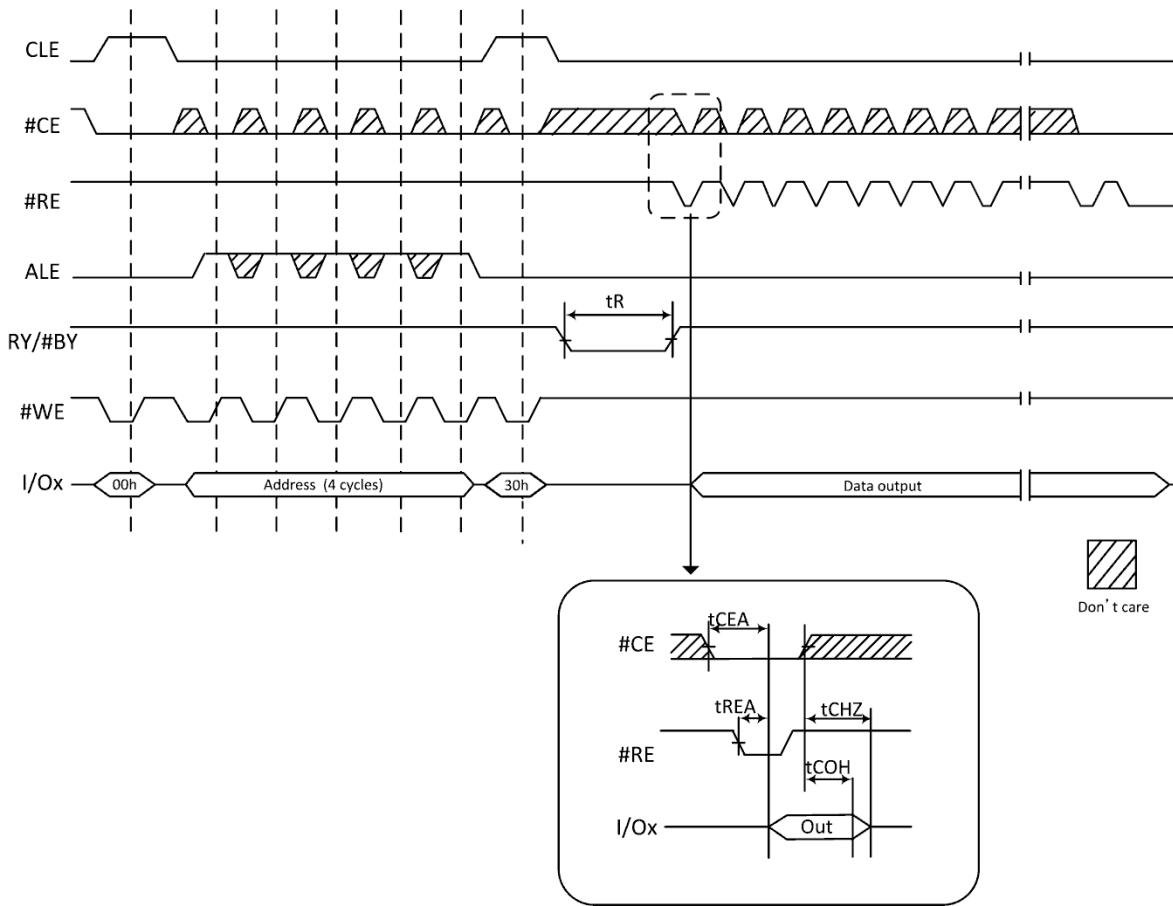 CLE
#CE
#RE
ALE
tR
RY/#BY
#WE
I/Ox
00h
Address (4 cycles)
30h
Data output
Don't care
tCEA
#CE
tREA
tCHZ
#RE
tCOH
I/Ox
Out